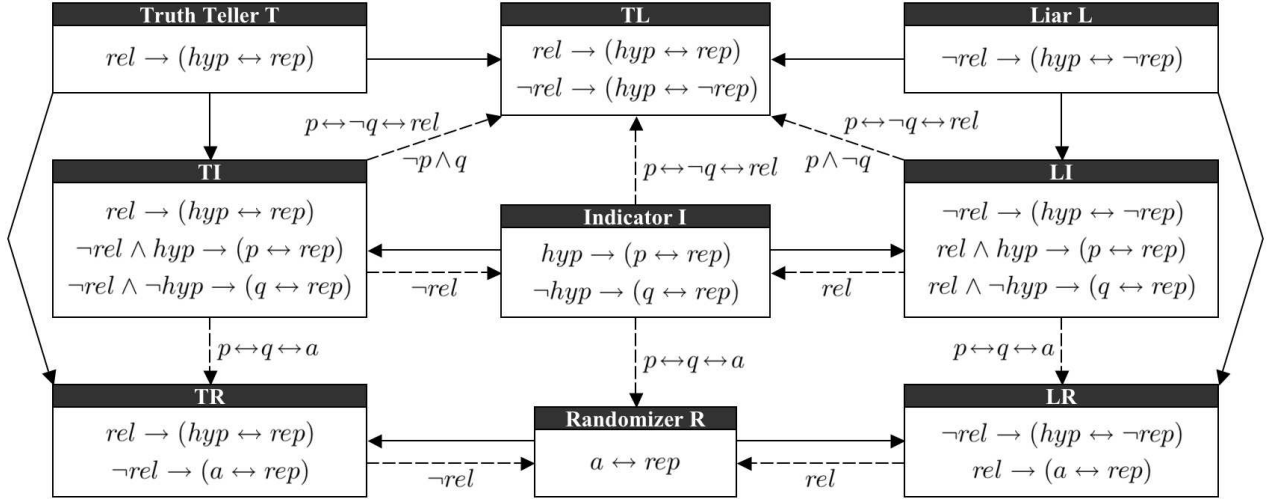 Truth Teller T
rel → (hyp ↔ rep)
TL
rel → (hyp ↔ rep)
¬rel → (hyp ↔ ¬rep)
Liar L
¬rel → (hyp ↔ ¬rep)
p↔¬q↔rel
¬p∧q
p↔¬q↔rel
p↔¬q↔rel
p∧¬q
TI
rel → (hyp ↔ rep)
¬rel ∧ hyp → (p ↔ rep)
¬rel ∧ ¬hyp → (q ↔ rep)
Indicator I
hyp → (p ↔ rep)
¬hyp → (q ↔ rep)
LI
¬rel → (hyp ↔ ¬rep)
rel ∧ hyp → (p ↔ rep)
rel ∧ ¬hyp → (q ↔ rep)
¬rel
rel
p↔q↔a
p↔q↔a
p↔q↔a
TR
rel → (hyp ↔ rep)
¬rel → (a ↔ rep)
Randomizer R
a ↔ rep
LR
¬rel → (hyp ↔ ¬rep)
rel → (a ↔ rep)
¬rel
rel